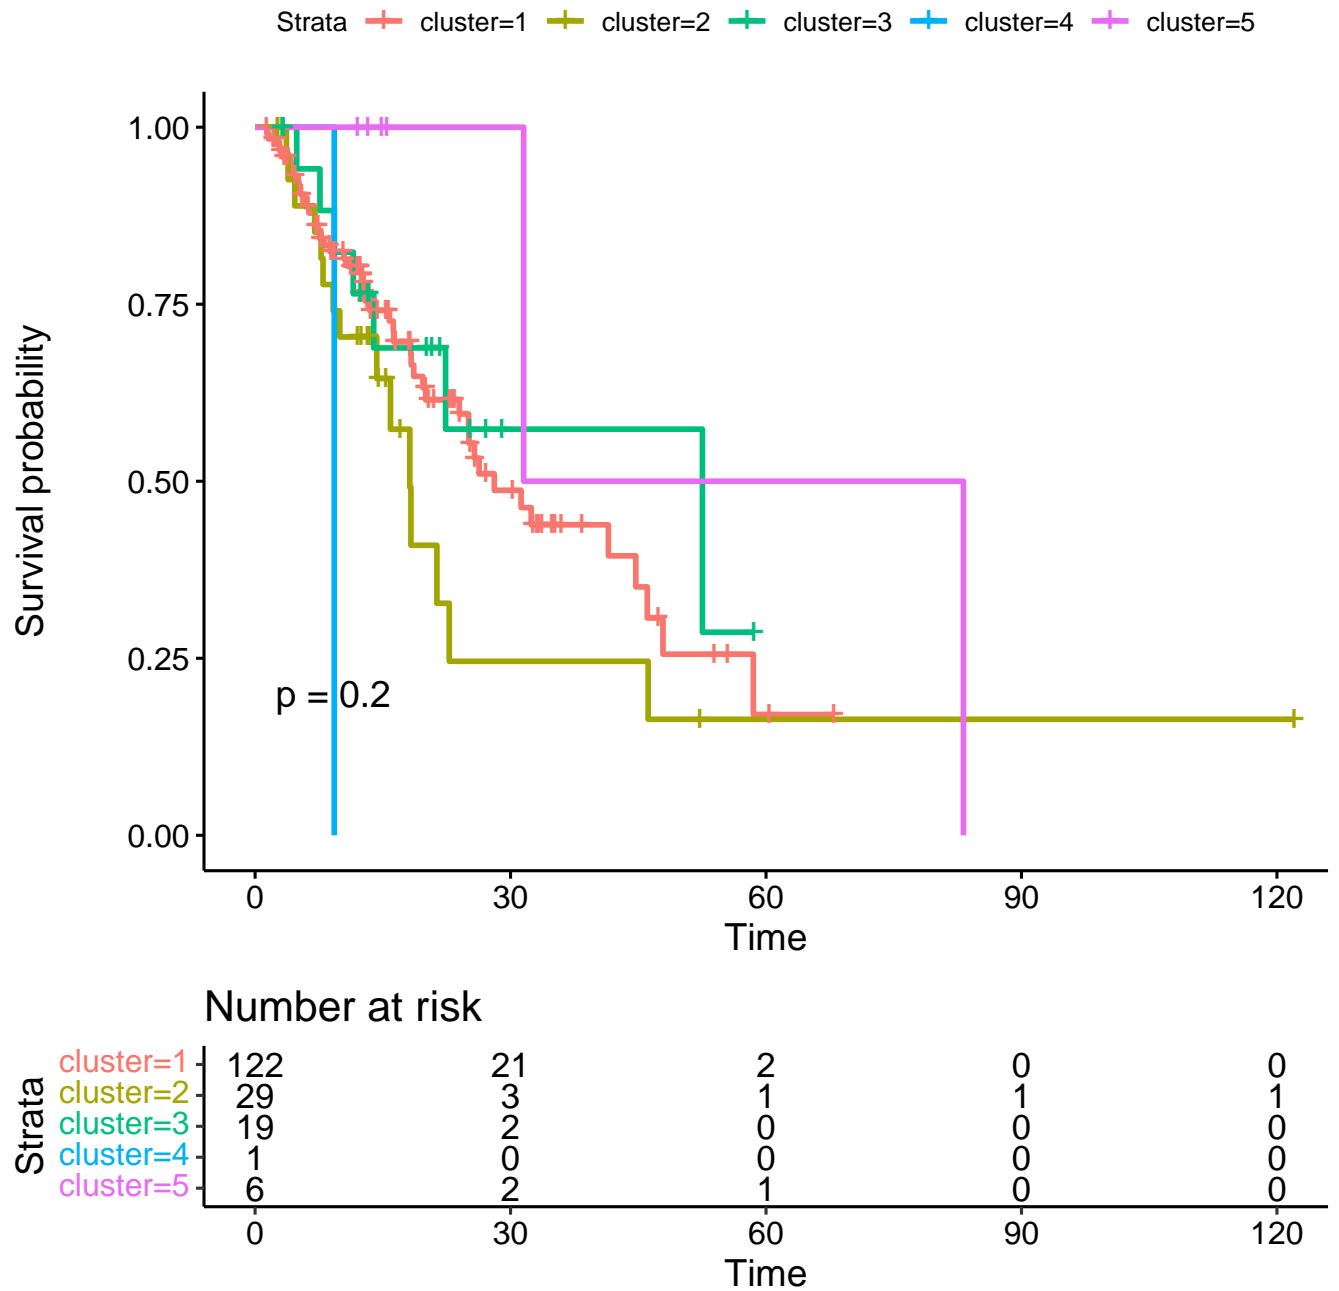 Strata cluster=1 cluster=2 cluster=3 cluster=4 cluster=5
Survival probability
1.00
0.75
0.50
0.25
0.00
p = 0.2
0 30 60 90 120
Time
Number at risk
Strata
cluster=1 122 21 2 0 0
cluster=2 29 3 1 1 1
cluster=3 19 2 0 0 0
cluster=4 1 0 0 0 0
cluster=5 6 2 1 0 0
0 30 60 90 120
Time